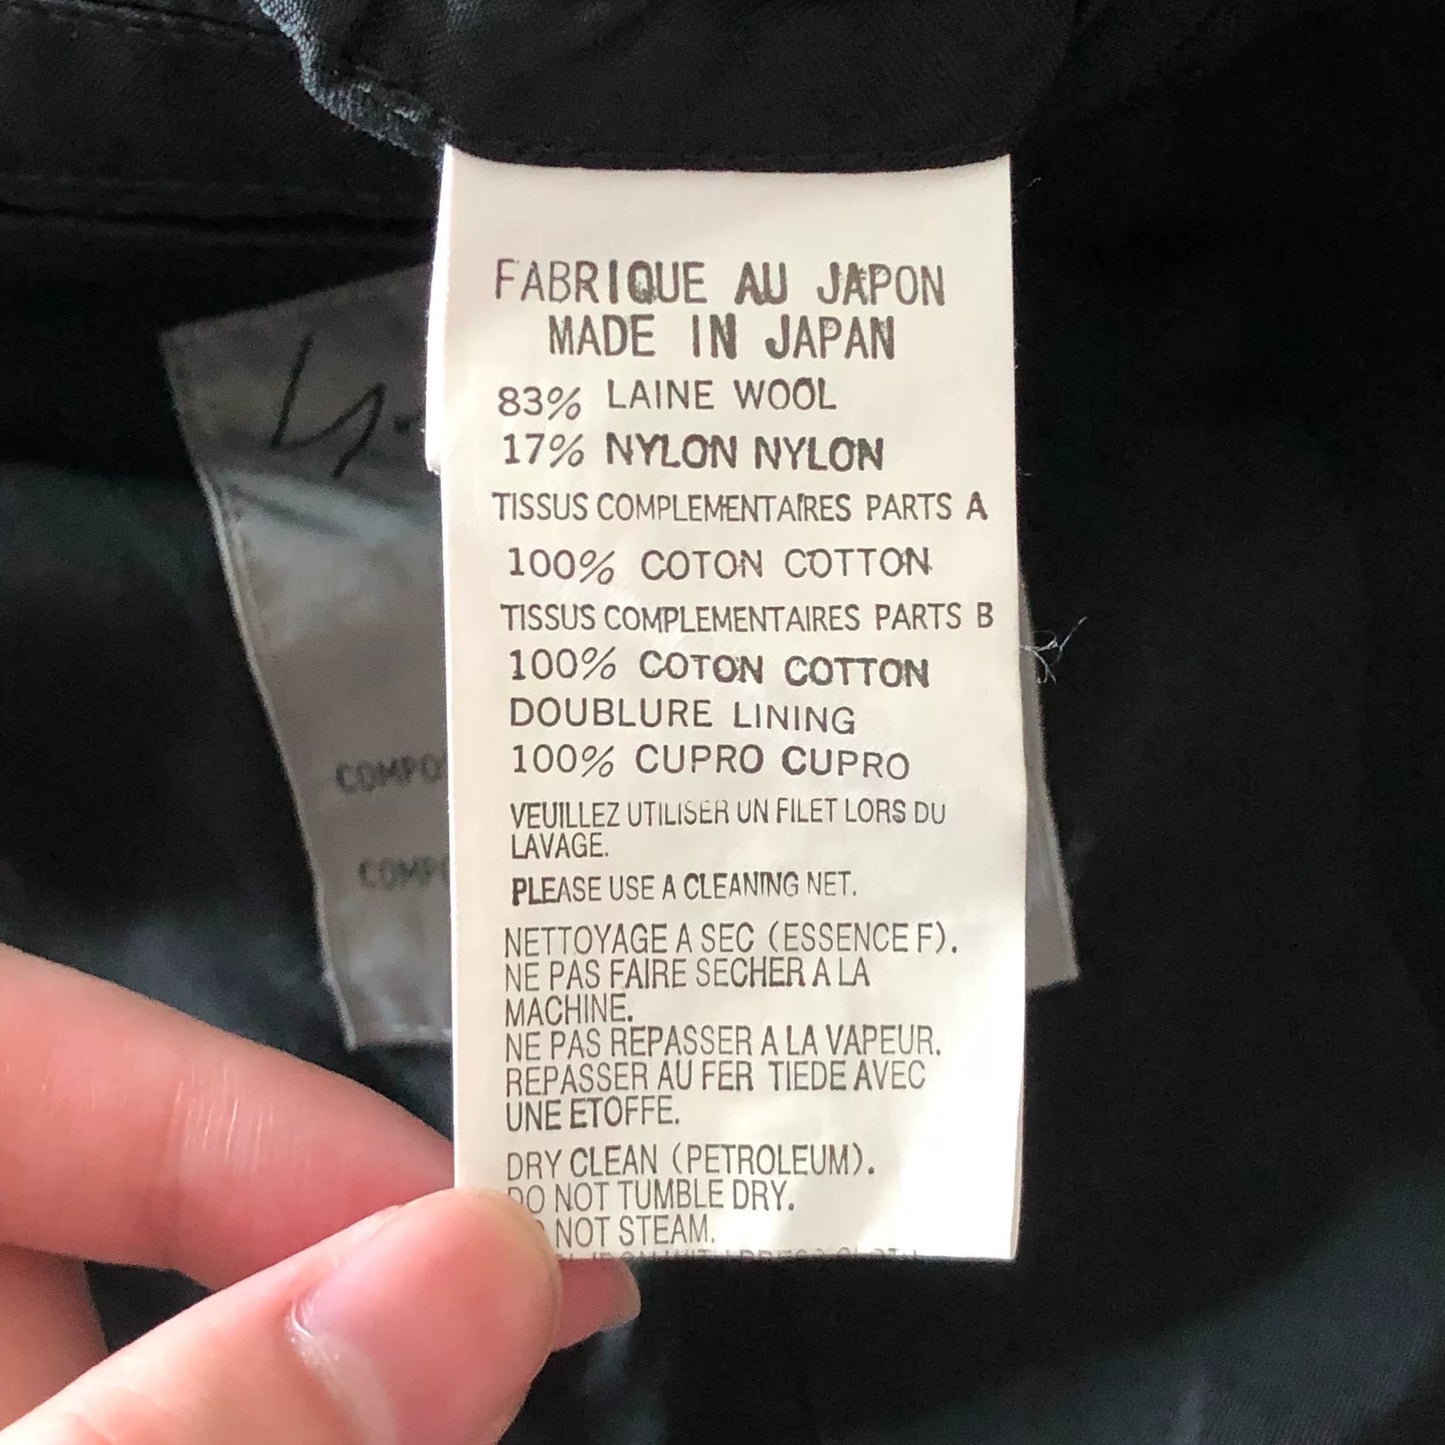 FABRIQUE AU JAPON
MADE IN JAPAN
83% LAINE WOOL
17% NYLON NYLON
TISSUS COMPLEMENTAIRES PARTS A
100% COTON COTTON
TISSUS COMPLEMENTAIRES PARTS B
100% COTON COTTON
DOUBLURE LINING
100% CUPRO CUPRO
VEUILLEZ UTILISER UN FILET LORS DU
LAVAGE.
PLEASE USE A CLEANING NET.
NETTOYAGE A SEC (ESSENCE F).
NE PAS FAIRE SECHER A LA
MACHINE.
NE PAS REPASSER A LA VAPEUR.
REPASSER AU FER TIEDE AVEC
UNE ETOFFE.
DRY CLEAN (PETROLEUM).
DO NOT TUMBLE DRY.
NOT STEAM.